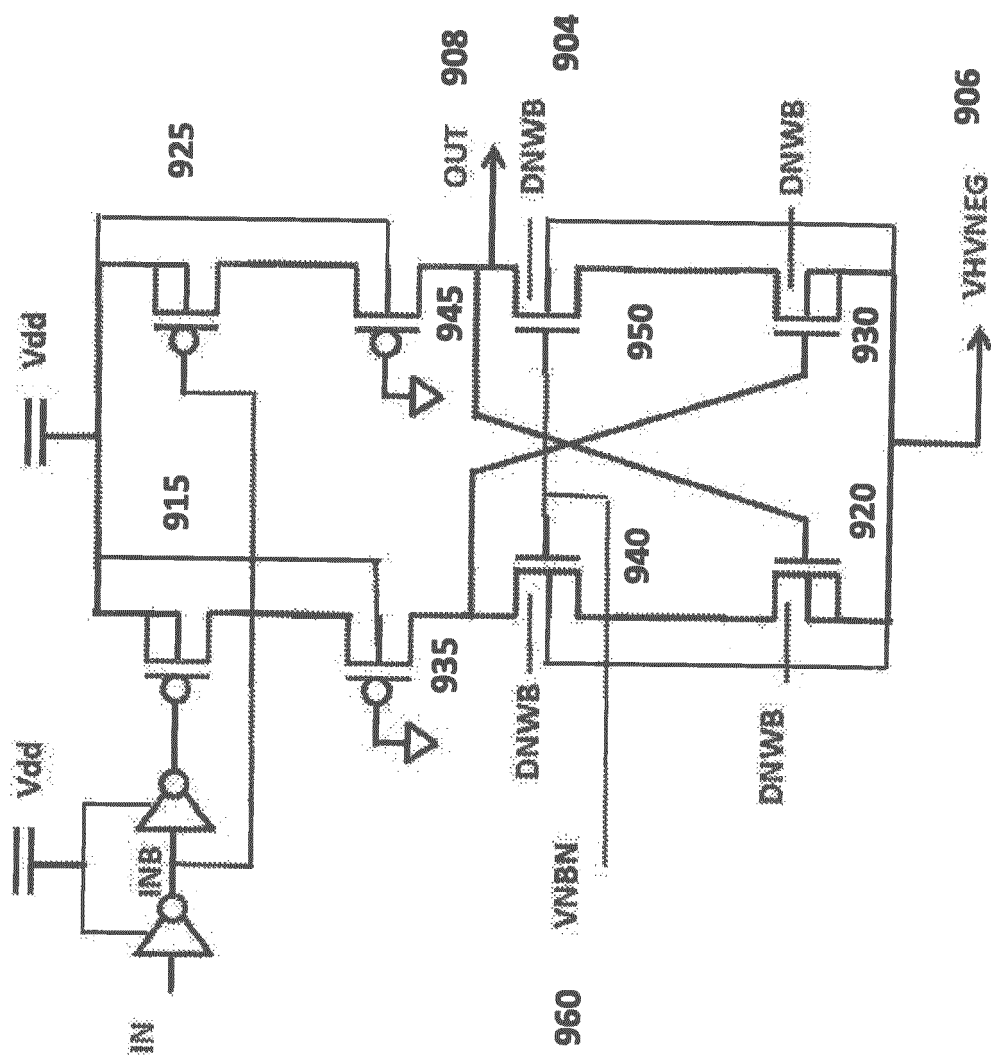 Vdd
Vdd
925
OUT
908
DNWB
904
IN
INB
915
935
945
DNWB
940
950
VNBN
960
DNWB
920
930
DNWB
VHVNEG
906